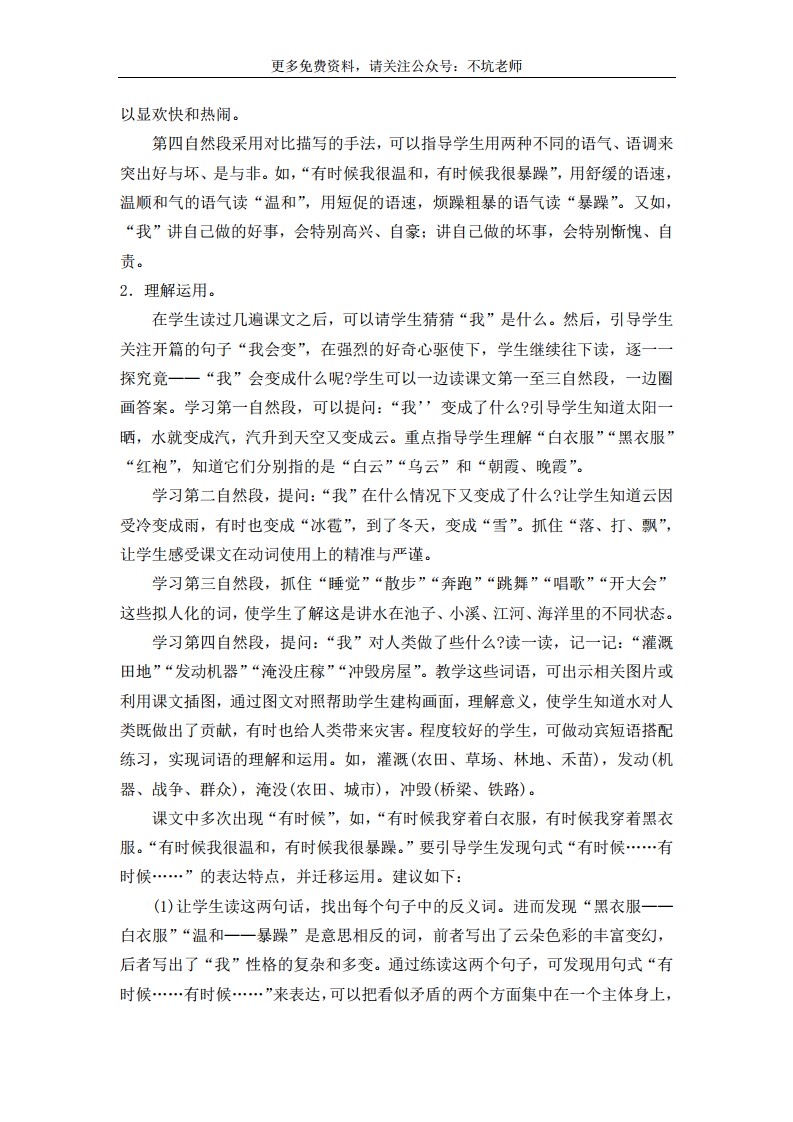 更多免费资料，请关注公众号：不坑老师
以显欢快和热闹。
第四自然段采用对比描写的手法，可以指导学生用两种不同的语气、语调来
突出好与坏、是与非。如，“有时候我很温和，有时候我很暴躁”，用舒缓的语速，
温顺和气的语气读“温和”，用短促的语速，烦躁粗暴的语气读“暴躁”。又如，
“我”讲自己做的好事，会特别高兴、自豪；讲自己做的坏事，会特别惭愧、自
责。
2．理解运用。
在学生读过几遍课文之后，可以请学生猜猜“我”是什么。然后，引导学生
关注开篇的句子“我会变”，在强烈的好奇心驱使下，学生继续往下读，逐一一
探究竟——“我”会变成什么呢?学生可以一边读课文第一至三自然段，一边圈
画答案。学习第一自然段，可以提问：“我’’变成了什么?引导学生知道太阳一
晒，水就变成汽，汽升到天空又变成云。重点指导学生理解“白衣服”“黑衣服”
“红袍”，知道它们分别指的是“白云”“乌云”和“朝霞、晚霞”。
学习第二自然段，提问：“我”在什么情况下又变成了什么?让学生知道云因
受冷变成雨，有时也变成“冰雹”，到了冬天，变成“雪”。抓住“落、打、飘”，
让学生感受课文在动词使用上的精准与严谨。
学习第三自然段，抓住“睡觉”“散步”“奔跑”“跳舞”“唱歌”“开大会”
这些拟人化的词，使学生了解这是讲水在池子、小溪、江河、海洋里的不同状态。
学习第四自然段，提问：“我”对人类做了些什么?读一读，记一记：“灌溉
田地”“发动机器”“淹没庄稼”“冲毁房屋”。教学这些词语，可出示相关图片或
利用课文插图，通过图文对照帮助学生建构画面，理解意义，使学生知道水对人
类既做出了贡献，有时也给人类带来灾害。程度较好的学生，可做动宾短语搭配
练习，实现词语的理解和运用。如，灌溉(农田、草场、林地、禾苗)，发动(机
器、战争、群众)，淹没(农田、城市)，冲毁(桥梁、铁路)。
课文中多次出现“有时候”，如，“有时候我穿着白衣服，有时候我穿着黑衣
服。“有时候我很温和，有时候我很暴躁。”要引导学生发现句式“有时候……有
时候……”的表达特点，并迁移运用。建议如下：
(1)让学生读这两句话，找出每个句子中的反义词。进而发现“黑衣服——
白衣服”“温和——暴躁”是意思相反的词，前者写出了云朵色彩的丰富变幻，
后者写出了“我”性格的复杂和多变。通过练读这两个句子，可发现用句式“有
时候……有时候……”来表达，可以把看似矛盾的两个方面集中在一个主体身上，